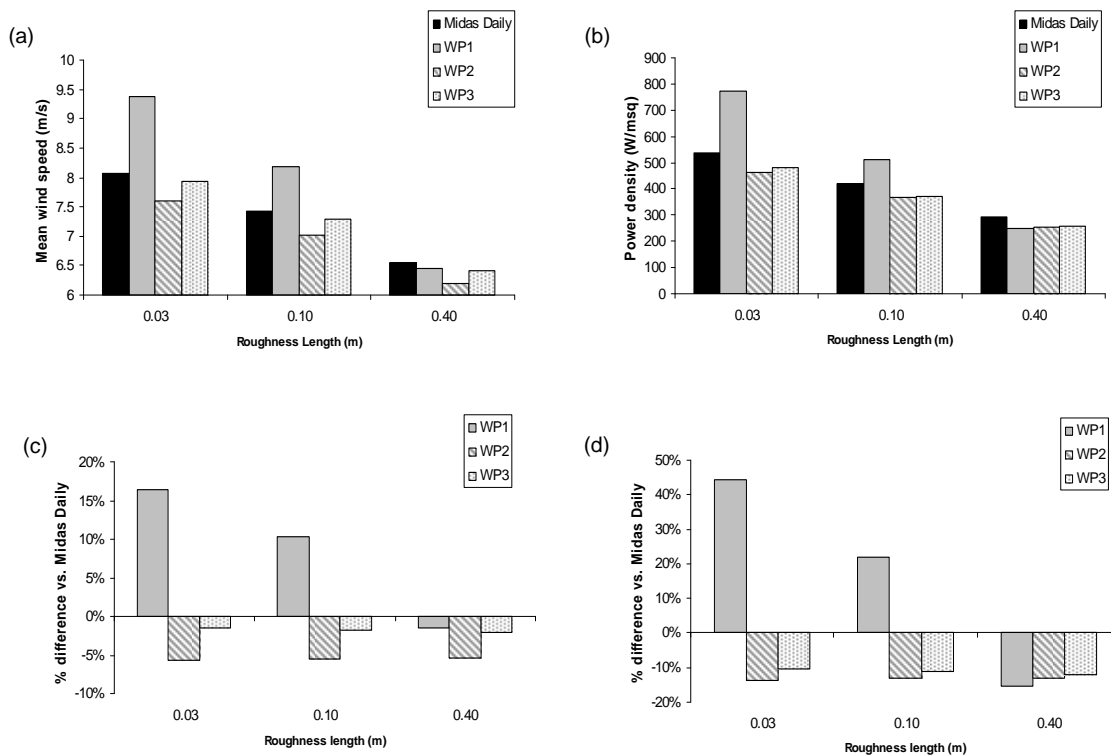 (a)
Midas Daily
WP1
WP2
WP3
Mean wind speed (m/s)
10
9.5
9
8.5
8
7.5
7
6.5
6
0.03 0.10 0.40
Roughness Length (m)
(b)
Midas Daily
WP1
WP2
WP3
Power density (W/msq)
900
800
700
600
500
400
300
200
100
0
0.03 0.10 0.40
Roughness Length (m)
(c)
WP1
WP2
WP3
% difference vs. Midas Daily
20%
15%
10%
5%
0%
-5%
-10%
0.03 0.10 0.40
Roughness length (m)
(d)
WP1
WP2
WP3
% difference vs. Midas Daily
50%
40%
30%
20%
10%
0%
-10%
-20%
0.03 0.10 0.40
Roughness length (m)